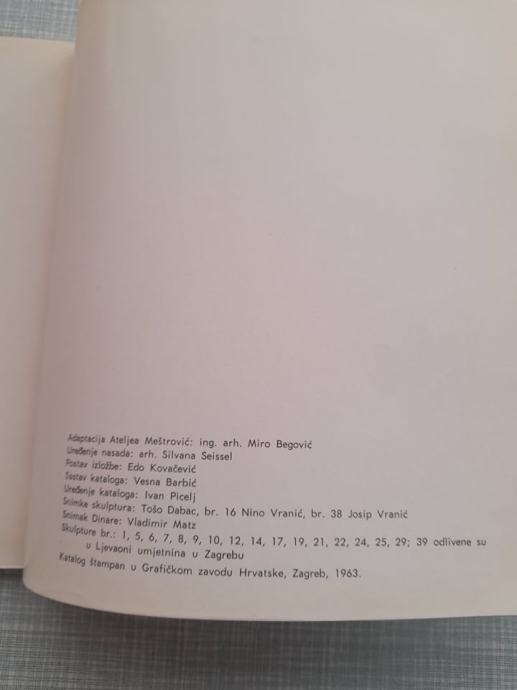 Adaptacija Ateljea Meštrović: ing. arh. Miro Begović
Uređenje nasada: arh. Silvana Seissel
Postav izložbe: Edo Kovačević
Sastav kataloga: Vesna Barbić
Uređenje kataloga: Ivan Picelj
Snimke skulptura: Tošo Dabac, br. 16 Nino Vranić, br. 38 Josip Vranić
Snimak Dinare: Vladimir Matz
Skulpture br.: 1, 5, 6, 7, 8, 9, 10, 12, 14, 17, 19, 21, 22, 24, 25, 29; 39 odlivene su
u Ljevaoni umjetnina u Zagrebu
Katalog štampan u Grafičkom zavodu Hrvatske, Zagreb, 1963.